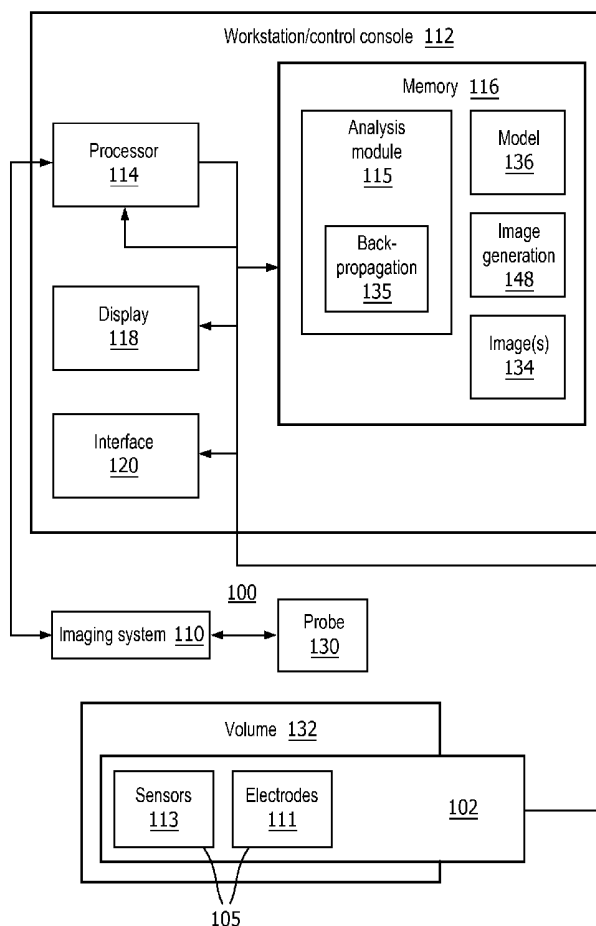 Workstation/control console 112
Memory 116
Processor
114
Analysis
module
115
Model
136
Back-
propagation
135
Image
generation
148
Display
118
Image(s)
134
Interface
120
100
Imaging system 110
Probe
130
Volume 132
Sensors
113
Electrodes
111
102
105